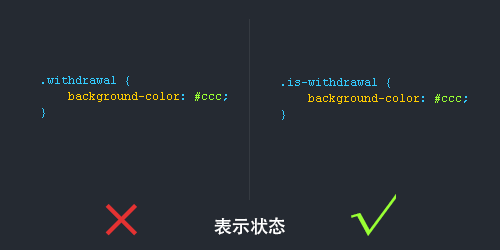 .withdrawal {
    background-color: #ccc;
}
.is-withdrawal {
    background-color: #ccc;
}
表示状态